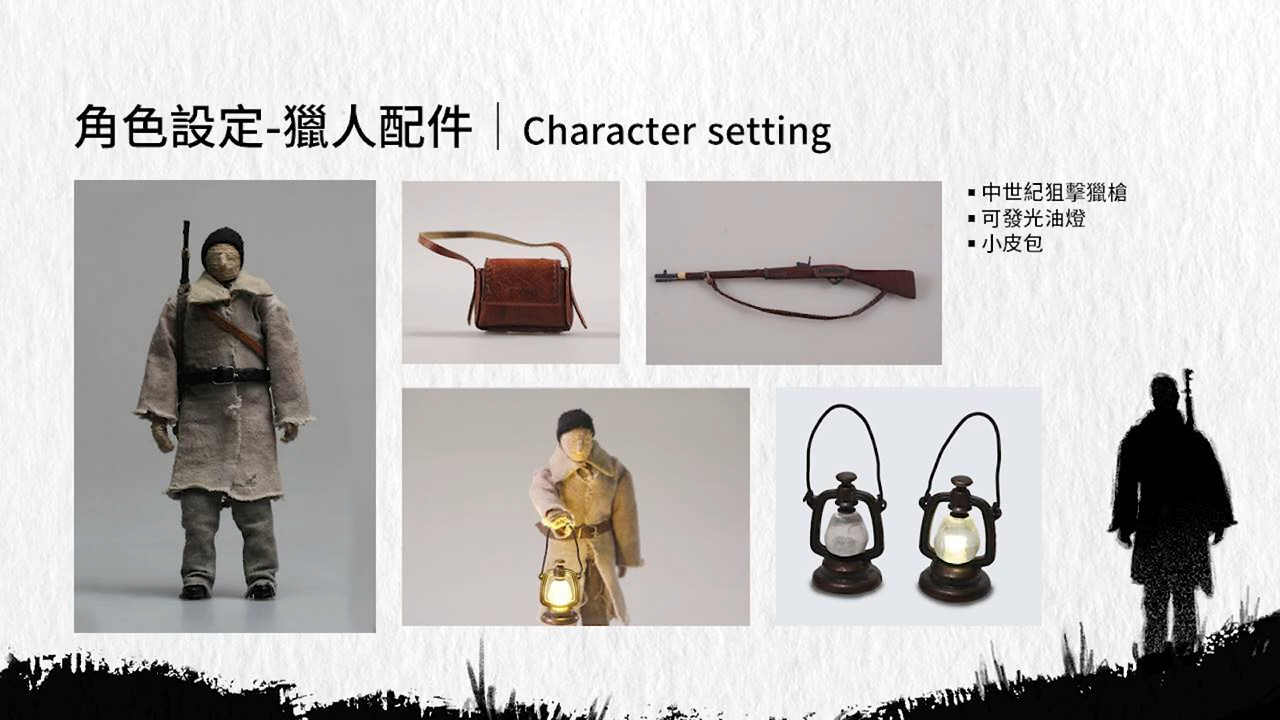 角色設定-獵人配件｜Character setting
▪ 中世紀狙擊獵槍
▪ 可發光油燈
▪ 小皮包